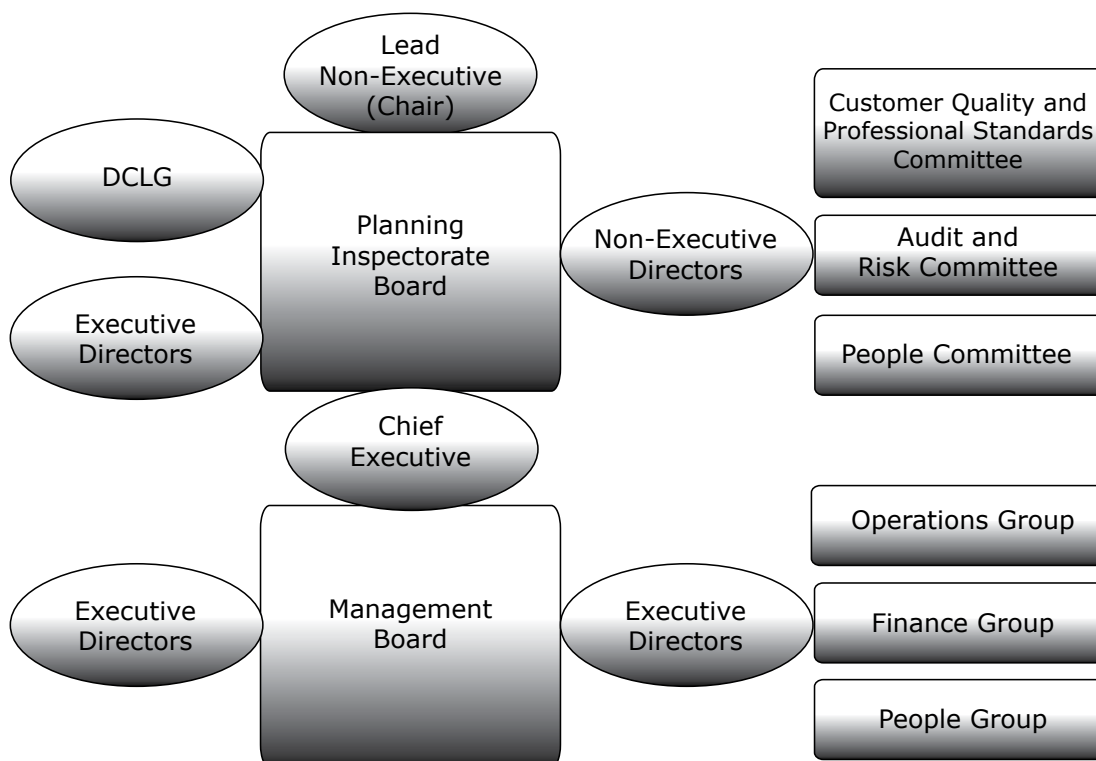 Lead
Non-Executive
(Chair)
DCLG
Executive
Directors
Planning
Inspectorate
Board
Non-Executive
Directors
Customer Quality and
Professional Standards
Committee
Audit and
Risk Committee
People Committee
Chief
Executive
Executive
Directors
Management
Board
Executive
Directors
Operations Group
Finance Group
People Group